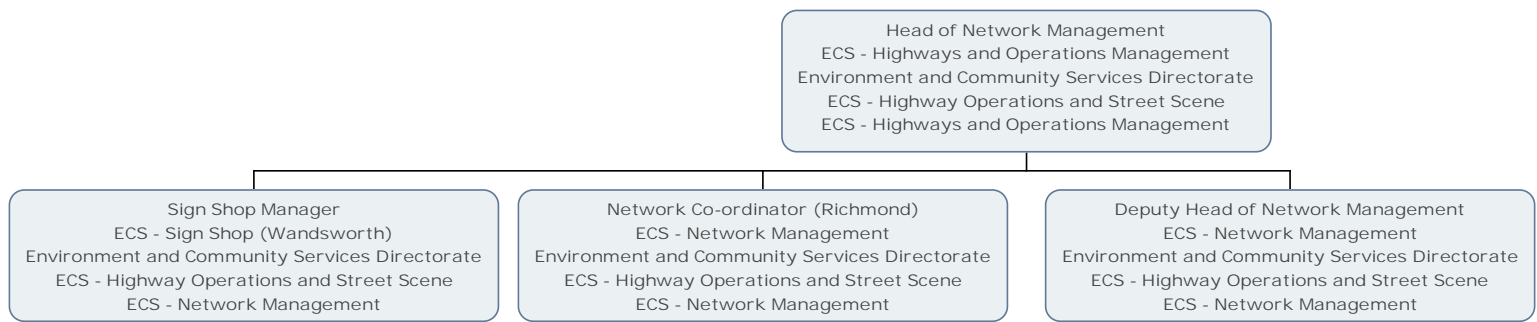 Head of Network Management
ECS - Highways and Operations Management
Environment and Community Services Directorate
ECS - Highway Operations and Street Scene
ECS - Highways and Operations Management
Sign Shop Manager
ECS - Sign Shop (Wandsworth)
Environment and Community Services Directorate
ECS - Highway Operations and Street Scene
ECS - Network Management
Network Co-ordinator (Richmond)
ECS - Network Management
Environment and Community Services Directorate
ECS - Highway Operations and Street Scene
ECS - Network Management
Deputy Head of Network Management
ECS - Network Management
Environment and Community Services Directorate
ECS - Highway Operations and Street Scene
ECS - Network Management